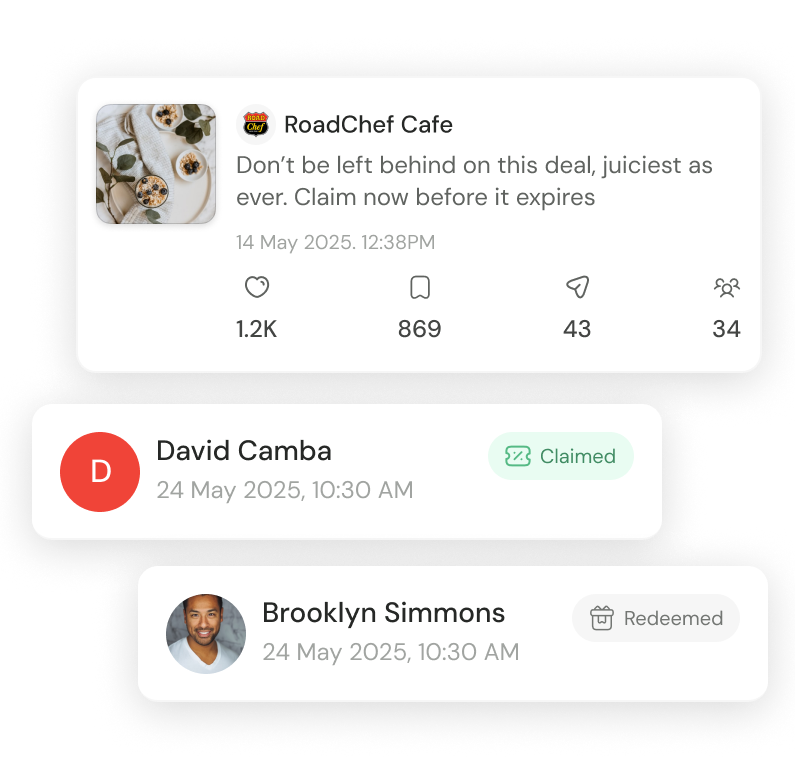 ROAD
Chef
RoadChef Cafe
Don’t be left behind on this deal, juiciest as
ever. Claim now before it expires
14 May 2025. 12:38PM
1.2K 869 43 34
D
David Camba
Claimed
24 May 2025, 10:30 AM
Brooklyn Simmons
Redeemed
24 May 2025, 10:30 AM